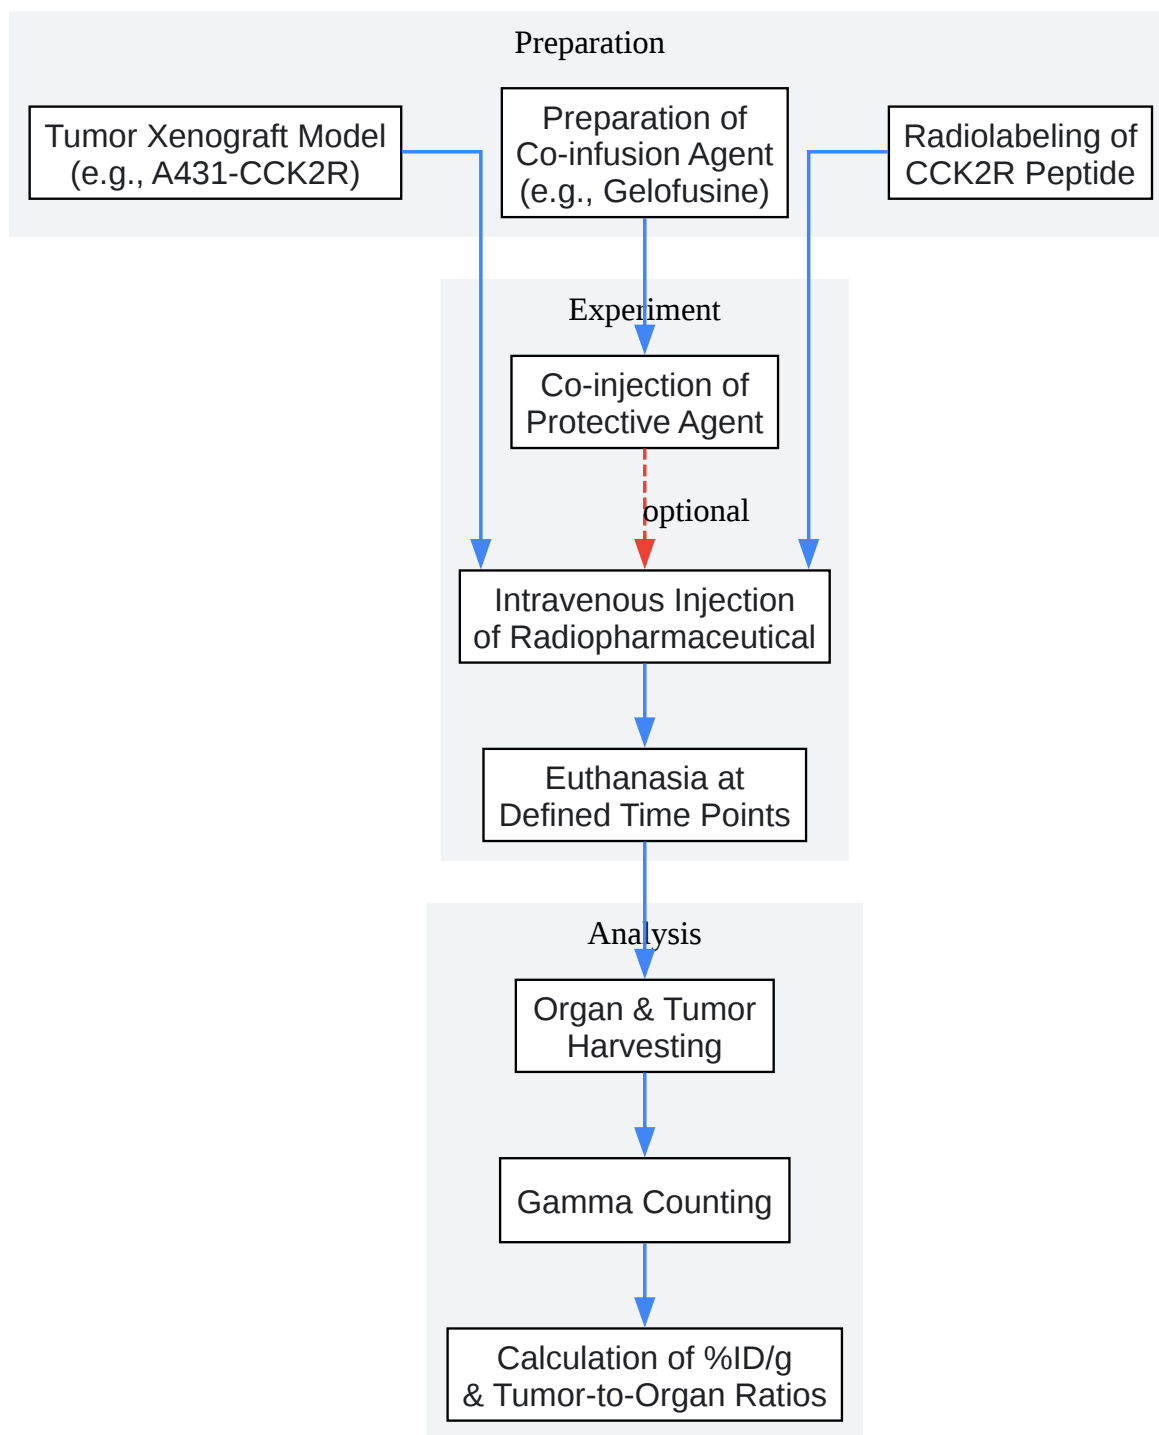 Preparation
Tumor Xenograft Model
(e.g., A431-CCK2R)
Preparation of
Co-infusion Agent
(e.g., Gelofusine)
Radiolabeling of
CCK2R Peptide
Experiment
Co-injection of
Protective Agent
optional
Intravenous Injection
of Radiopharmaceutical
Euthanasia at
Defined Time Points
Analysis
Organ & Tumor
Harvesting
Gamma Counting
Calculation of %ID/g
& Tumor-to-Organ Ratios